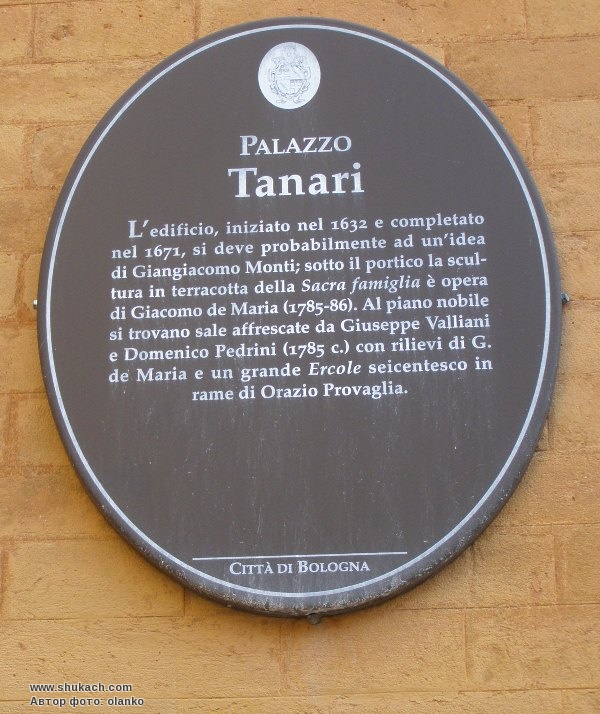 PALAZZO
Tanari
L'edificio, iniziato nel 1632 e completato
nel 1671, si deve probabilmente ad un'idea
di Giangiacomo Monti; sotto il portico la scul-
tura in terracotta della Sacra famiglia è opera
di Giacomo de Maria (1785-86). Al piano nobile
si trovano sale affrescate da Giuseppe Valliani
e Domenico Pedrini (1785 c.) con rilievi di G.
de Maria e un grande Ercole seicentesco in
rame di Orazio Provaglia.
CITTÀ DI BOLOGNA
www.shukach.com
Автор фото: olanko